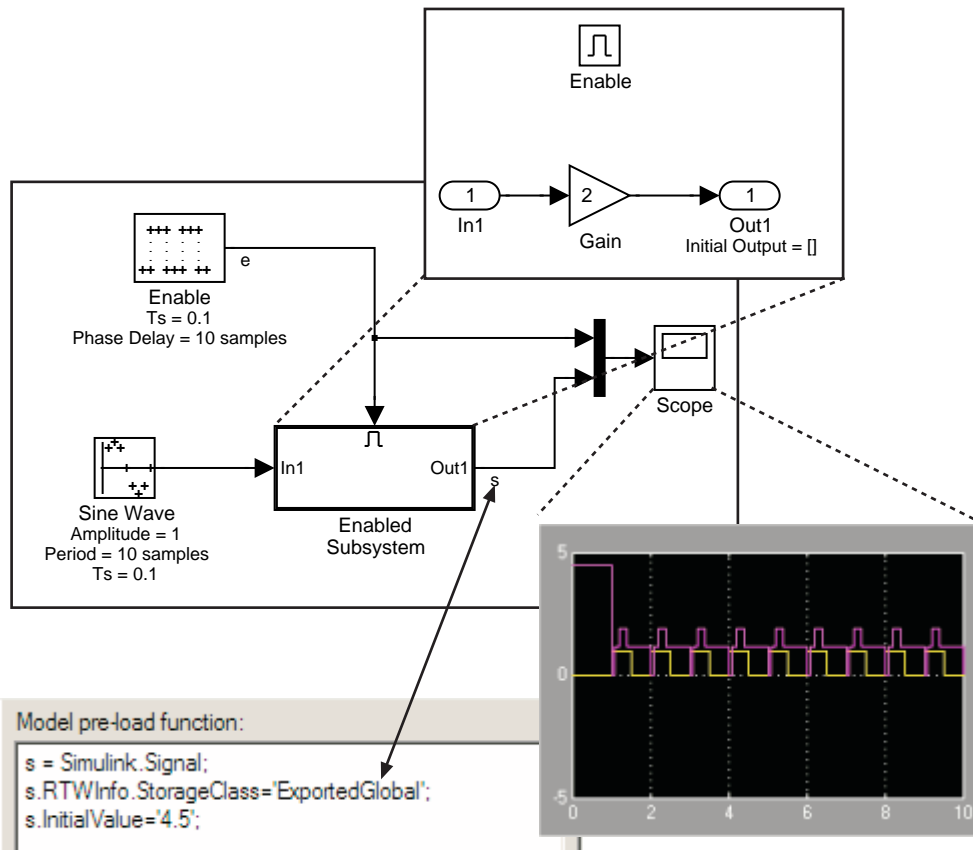 Enable
1
2
1
In1
Gain
Out1
Initial Output = []
e
Enable
Ts = 0.1
Phase Delay = 10 samples
Scope
In1
Out1
s
Sine Wave
Amplitude = 1
Period = 10 samples
Ts = 0.1
Enabled
Subsystem
5
0
-5
0
2
4
6
8
10
Model pre-load function:
s = Simulink.Signal;
s.RTWInfo.StorageClass='ExportedGlobal';
s.InitialValue='4.5';